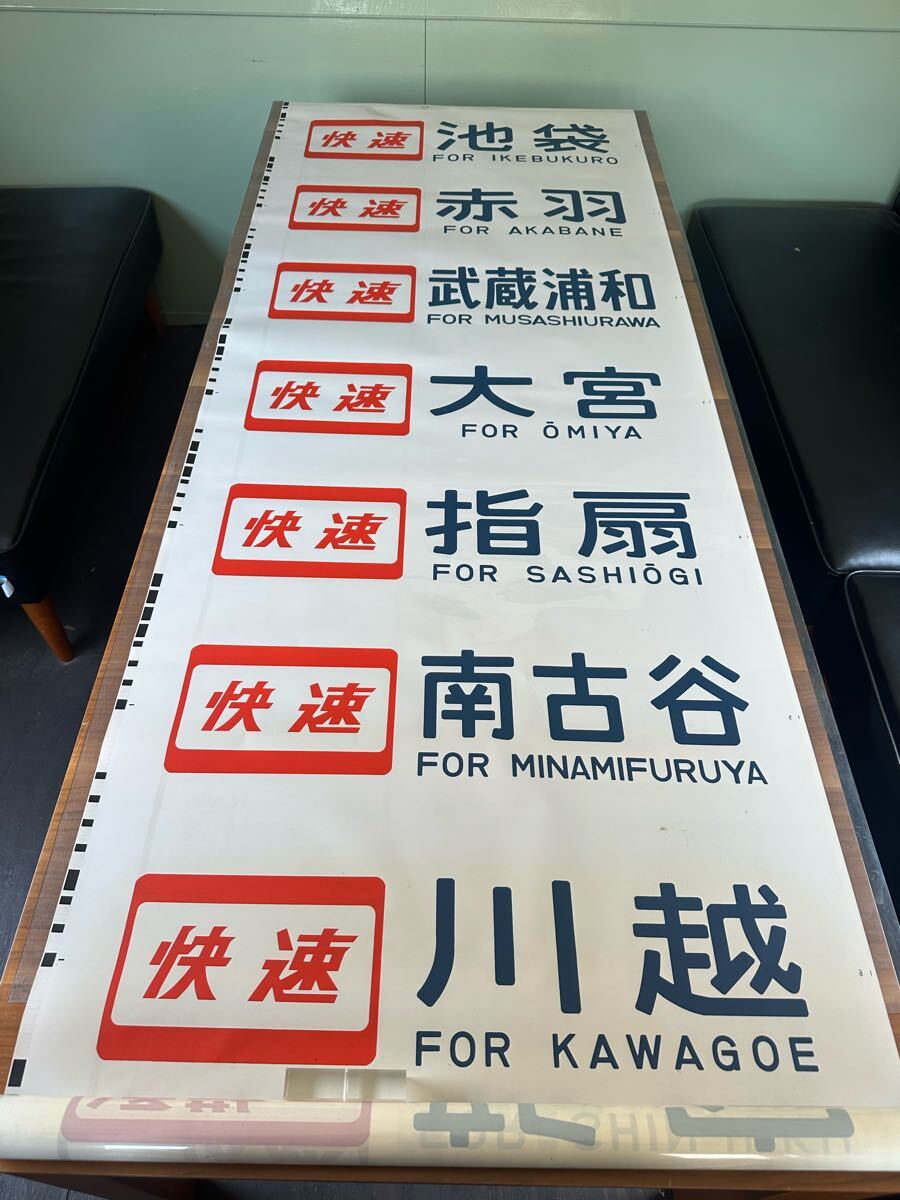 快速 池袋
FOR IKEBUKURO
快速 赤羽
FOR AKABANE
快速 武蔵浦和
FOR MUSASHIURAWA
快速 大宮
FOR ŌMIYA
快速 指扇
FOR SASHIŌGI
快速 南古谷
FOR MINAMIFURUYA
快速 川越
FOR KAWAGOE